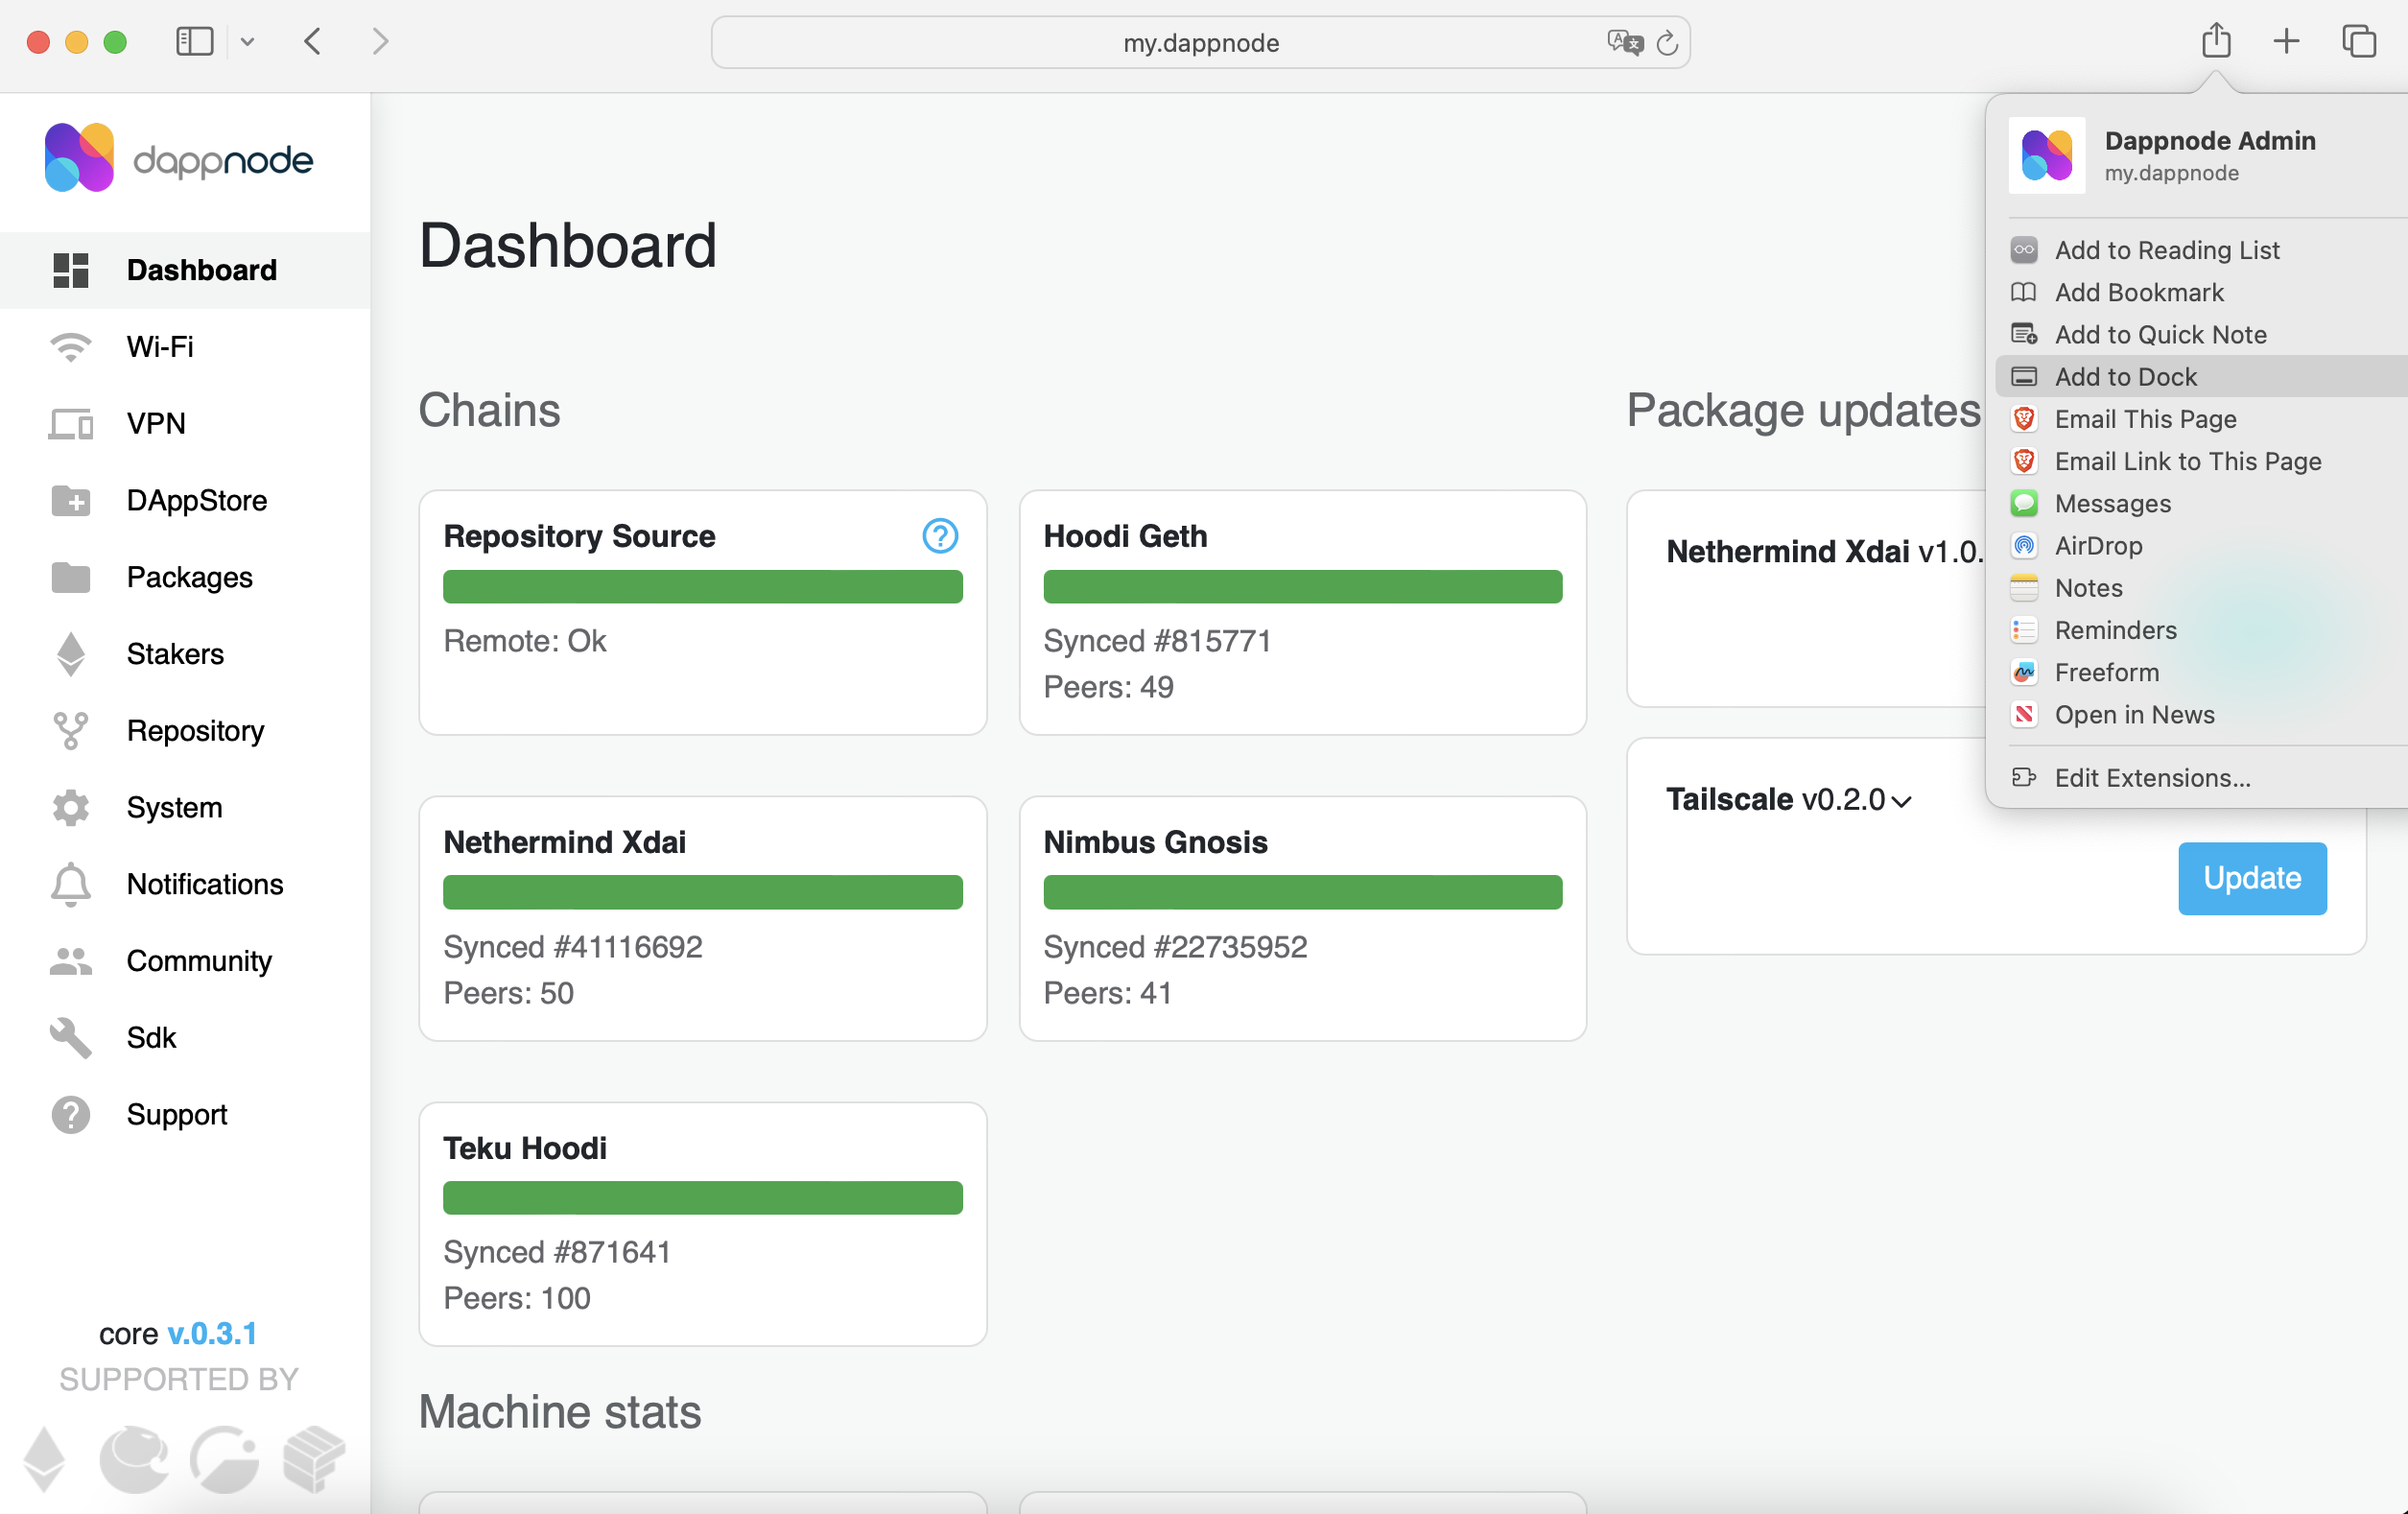 my.dappnode
dappnode
Dashboard
Wi-Fi
VPN
DAppStore
Packages
Stakers
Repository
System
Notifications
Community
Sdk
Support
core v.0.3.1
SUPPORTED BY
Dashboard
Chains
Repository Source
Remote: Ok
Hoodi Geth
Synced #815771
Peers: 49
Nethermind Xdai
Synced #41116692
Peers: 50
Nimbus Gnosis
Synced #22735952
Peers: 41
Teku Hoodi
Synced #871641
Peers: 100
Machine stats
Package updates
Nethermind Xdai v1.0.
Tailscale v0.2.0
Update
Dappnode Admin
my.dappnode
Add to Reading List
Add Bookmark
Add to Quick Note
Add to Dock
Email This Page
Email Link to This Page
Messages
AirDrop
Notes
Reminders
Freeform
Open in News
Edit Extensions...